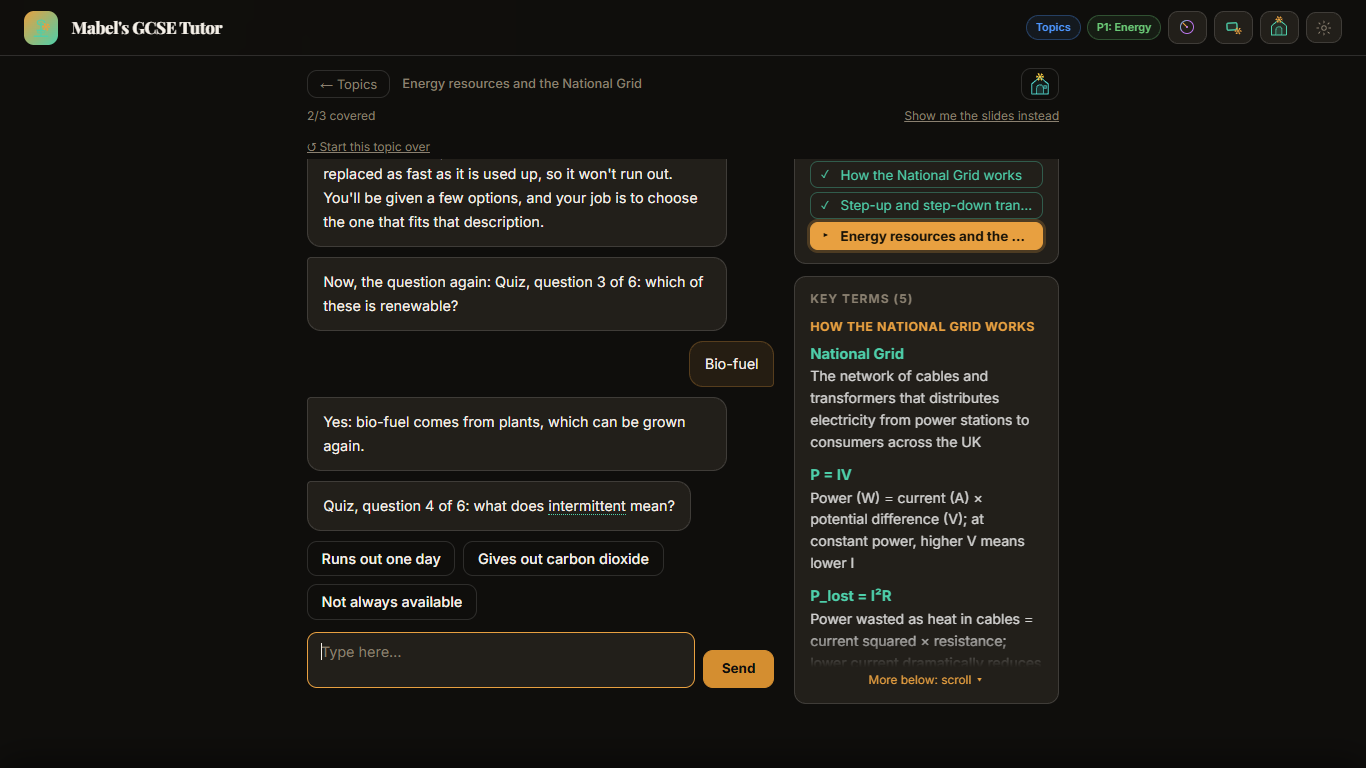 Mabel's GCSE Tutor
Topics
P1: Energy
← Topics
Energy resources and the National Grid
2/3 covered
Show me the slides instead
↺ Start this topic over
replaced as fast as it is used up, so it won't run out.
You'll be given a few options, and your job is to choose
the one that fits that description.
Now, the question again: Quiz, question 3 of 6: which of
these is renewable?
Bio-fuel
Yes: bio-fuel comes from plants, which can be grown
again.
Quiz, question 4 of 6: what does intermittent mean?
Runs out one day
Gives out carbon dioxide
Not always available
Type here...
Send
✓ How the National Grid works
✓ Step-up and step-down tran...
‣ Energy resources and the ...
KEY TERMS (5)
HOW THE NATIONAL GRID WORKS
National Grid
The network of cables and
transformers that distributes
electricity from power stations to
consumers across the UK
P = IV
Power (W) = current (A) ×
potential difference (V); at
constant power, higher V means
lower I
P_lost = I²R
Power wasted as heat in cables =
current squared × resistance;
lower current dramatically reduces
More below: scroll ▾